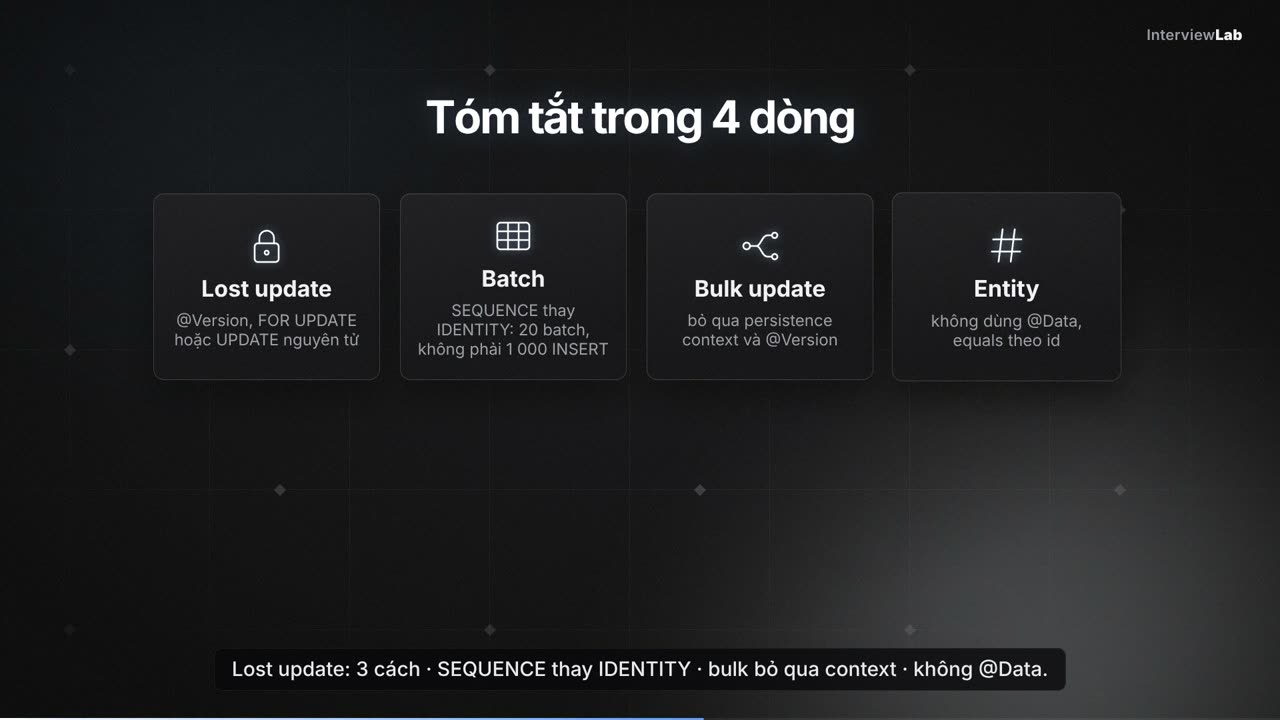 InterviewLab
Tóm tắt trong 4 dòng
Lost update
@Version, FOR UPDATE
hoặc UPDATE nguyên tử
Batch
SEQUENCE thay
IDENTITY: 20 batch,
không phải 1 000 INSERT
Bulk update
bỏ qua persistence
context và @Version
Entity
không dùng @Data,
equals theo id
Lost update: 3 cách · SEQUENCE thay IDENTITY · bulk bỏ qua context · không @Data.